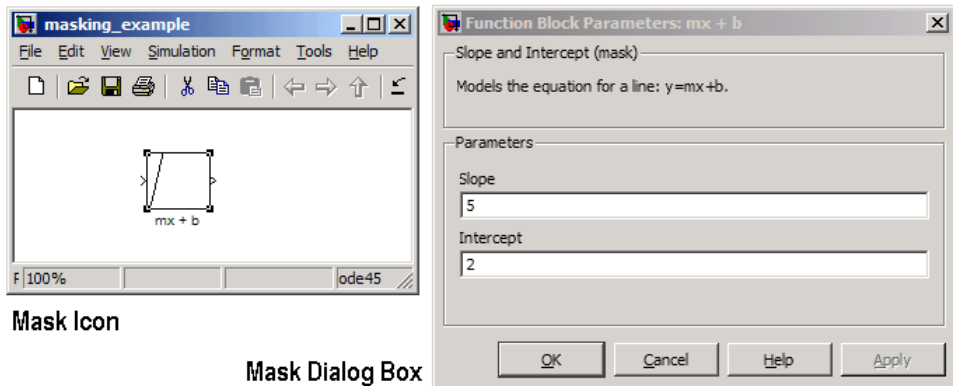 masking_example
File Edit View Simulation Format Tools Help
mx + b
F 100% ode45
Mask Icon
Function Block Parameters: mx + b
Slope and Intercept (mask)
Models the equation for a line: y=mx+b.
Parameters
Slope
5
Intercept
2
OK Cancel Help Apply
Mask Dialog Box